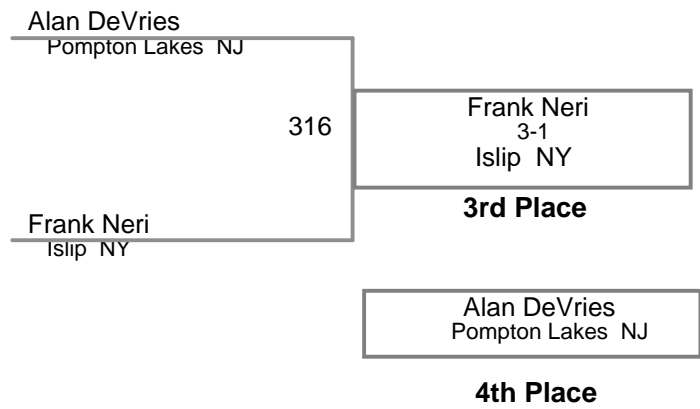 Alan DeVries
Pompton Lakes NJ
316
Frank Neri
3-1
Islip NY
3rd Place
Frank Neri
Islip NY
Alan DeVries
Pompton Lakes NJ
4th Place